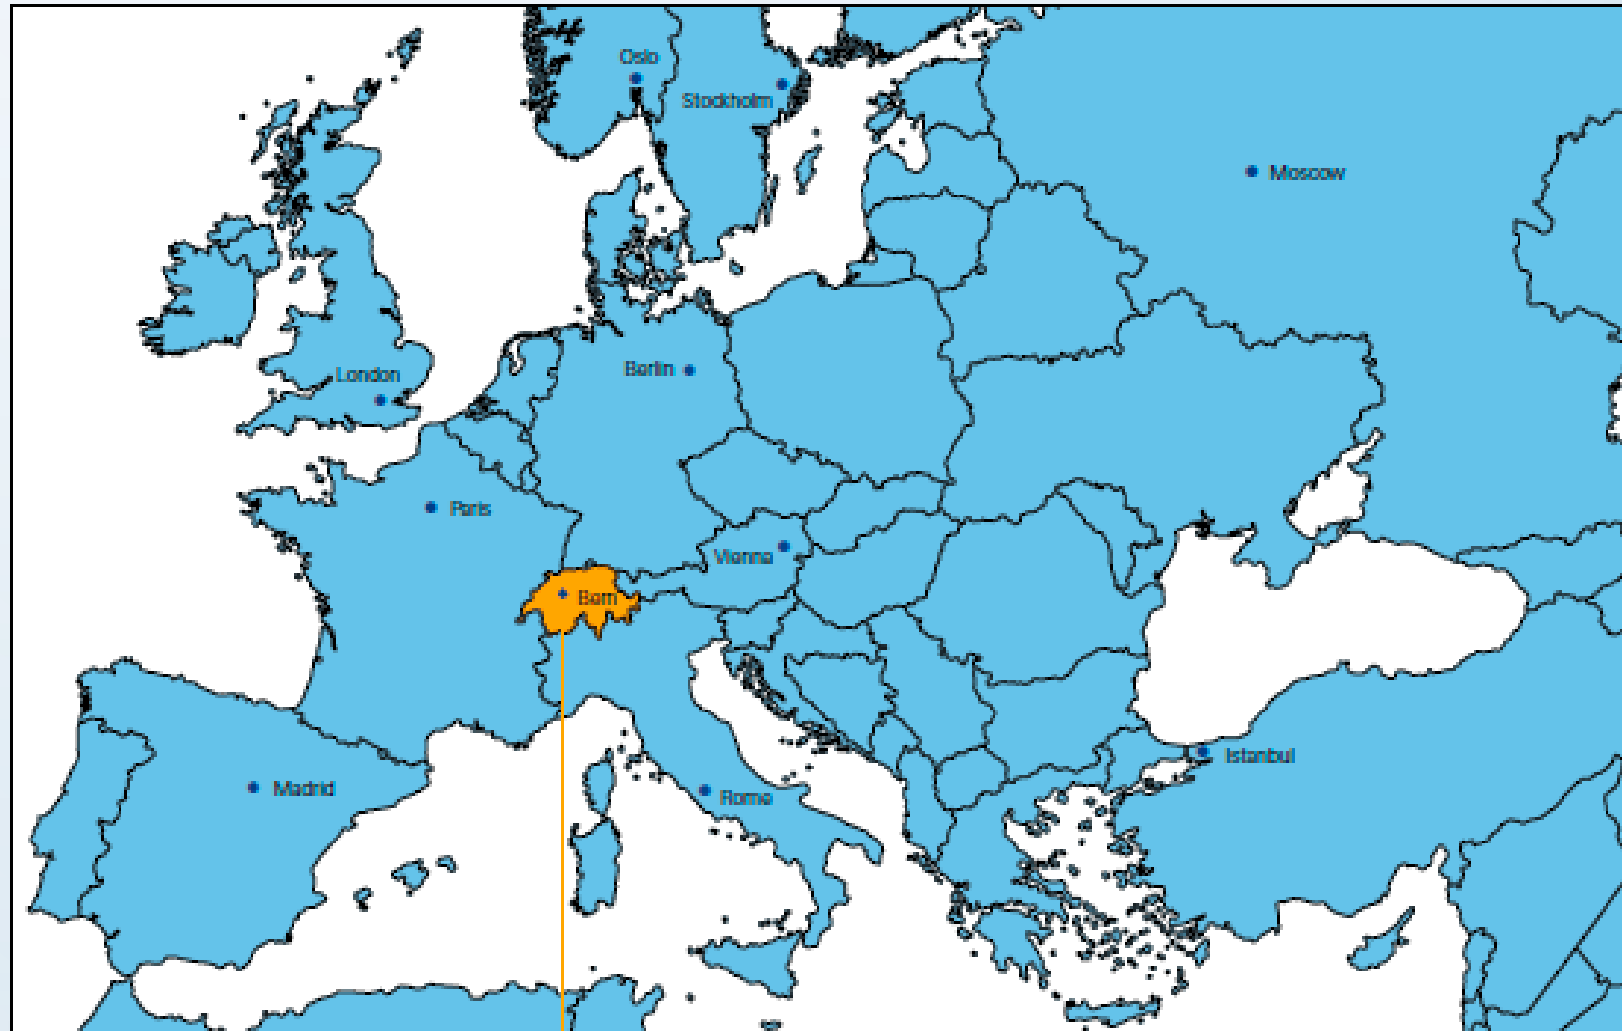 Oslo
Stockholm
Moscow
London
Berlin
Paris
Vienna
Bern
Istanbul
Madrid
Rome